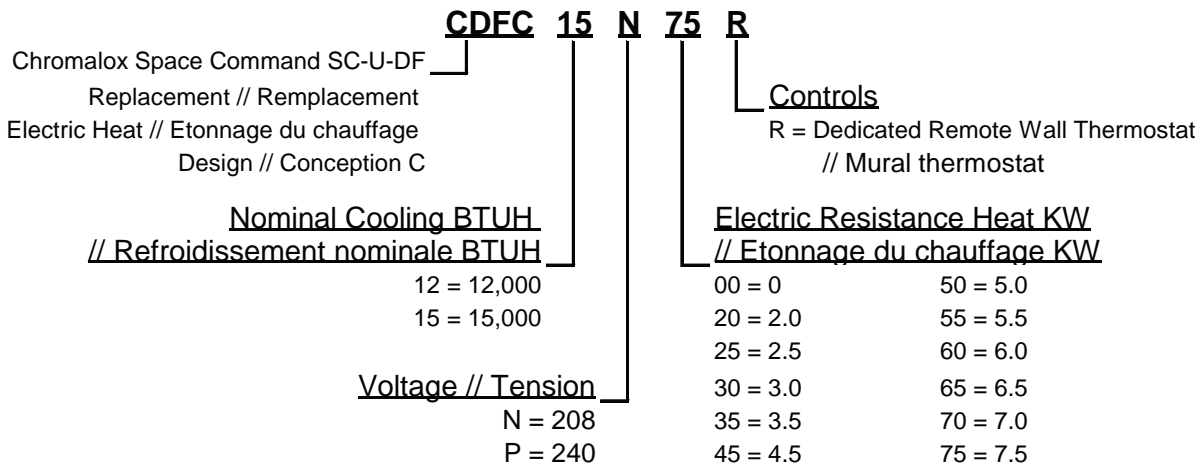 CDFC 15 N 75 R
Chromalox Space Command SC-U-DF
Replacement // Remplacement
Electric Heat // Etonnage du chauffage
Design // Conception C
Controls
R = Dedicated Remote Wall Thermostat
// Mural thermostat
Nominal Cooling BTUH
// Refroidissement nominale BTUH
12 = 12,000
15 = 15,000
Voltage // Tension
N = 208
P = 240
Electric Resistance Heat KW
// Etonnage du chauffage KW
00 = 0 50 = 5.0
20 = 2.0 55 = 5.5
25 = 2.5 60 = 6.0
30 = 3.0 65 = 6.5
35 = 3.5 70 = 7.0
45 = 4.5 75 = 7.5